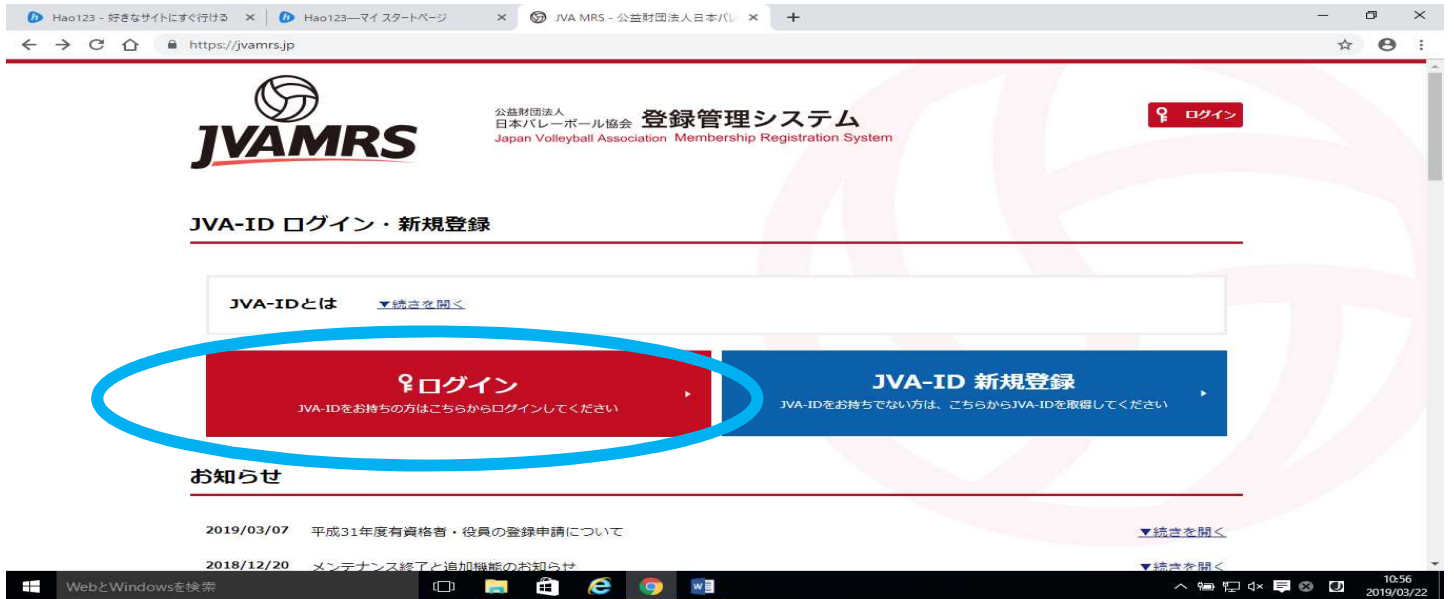 Hao123 - 好きなサイトにすぐ行ける
Hao123―マイ スタートページ
JVA MRS - 公益財団法人日本バレ
https://jvamrs.jp
JVAMRS
公益財団法人
日本バレーボール協会 登録管理システム
Japan Volleyball Association Membership Registration System
ログイン
JVA-ID ログイン・新規登録
JVA-IDとは ▼続きを開く
ログイン
JVA-IDをお持ちの方はこちらからログインしてください
JVA-ID 新規登録
JVA-IDをお持ちでない方は、こちらからJVA-IDを取得してください
お知らせ
2019/03/07 平成31年度有資格者・役員の登録申請について ▼続きを開く
2018/12/20 メンテナンス終了と追加機能のお知らせ ▼続きを開く
WebとWindowsを検索
10:56
2019/03/22